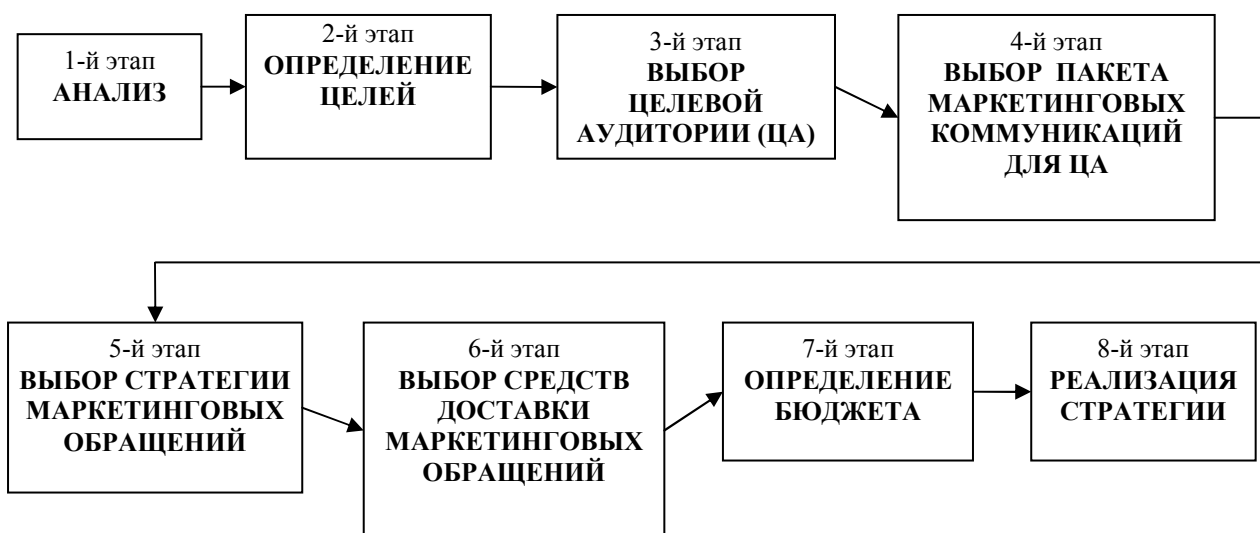 1-й этап
АНАЛИЗ
2-й этап
ОПРЕДЕЛЕНИЕ
ЦЕЛЕЙ
3-й этап
ВЫБОР
ЦЕЛЕВОЙ
АУДИТОРИИ (ЦА)
4-й этап
ВЫБОР ПАКЕТА
МАРКЕТИНГОВЫХ
КОММУНИКАЦИЙ
ДЛЯ ЦА
5-й этап
ВЫБОР СТРАТЕГИИ
МАРКЕТИНГОВЫХ
ОБРАЩЕНИЙ
6-й этап
ВЫБОР СРЕДСТВ
ДОСТАВКИ
МАРКЕТИНГОВЫХ
ОБРАЩЕНИЙ
7-й этап
ОПРЕДЕЛЕНИЕ
БЮДЖЕТА
8-й этап
РЕАЛИЗАЦИЯ
СТРАТЕГИИ